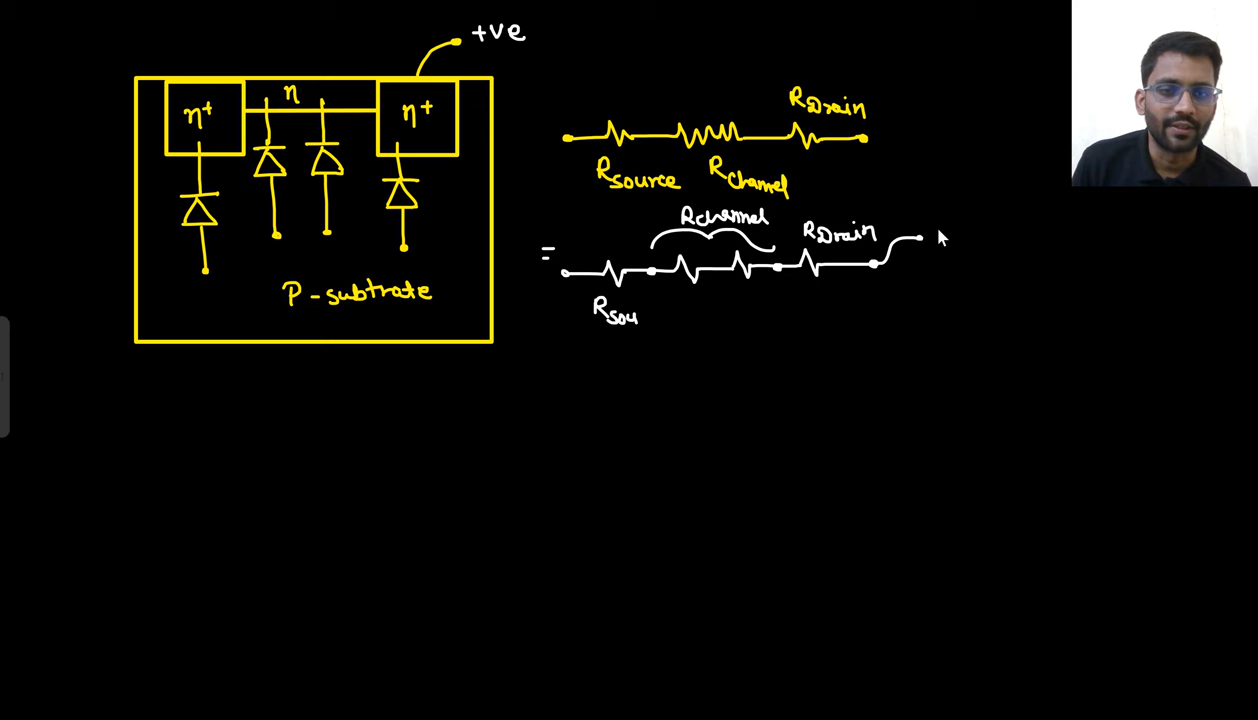 +ve
n+
n
n+
P-subtrate
RDrain
Rsource
Rchannel
Rchannel
RDrain
=
Rsou